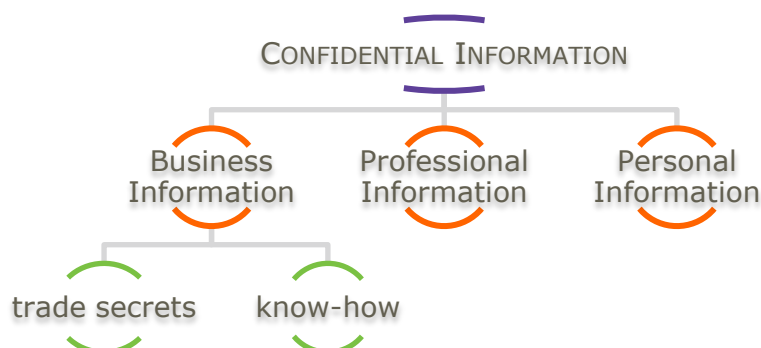 CONFIDENTIAL INFORMATION
Business
Information
Professional
Information
Personal
Information
trade secrets
know-how